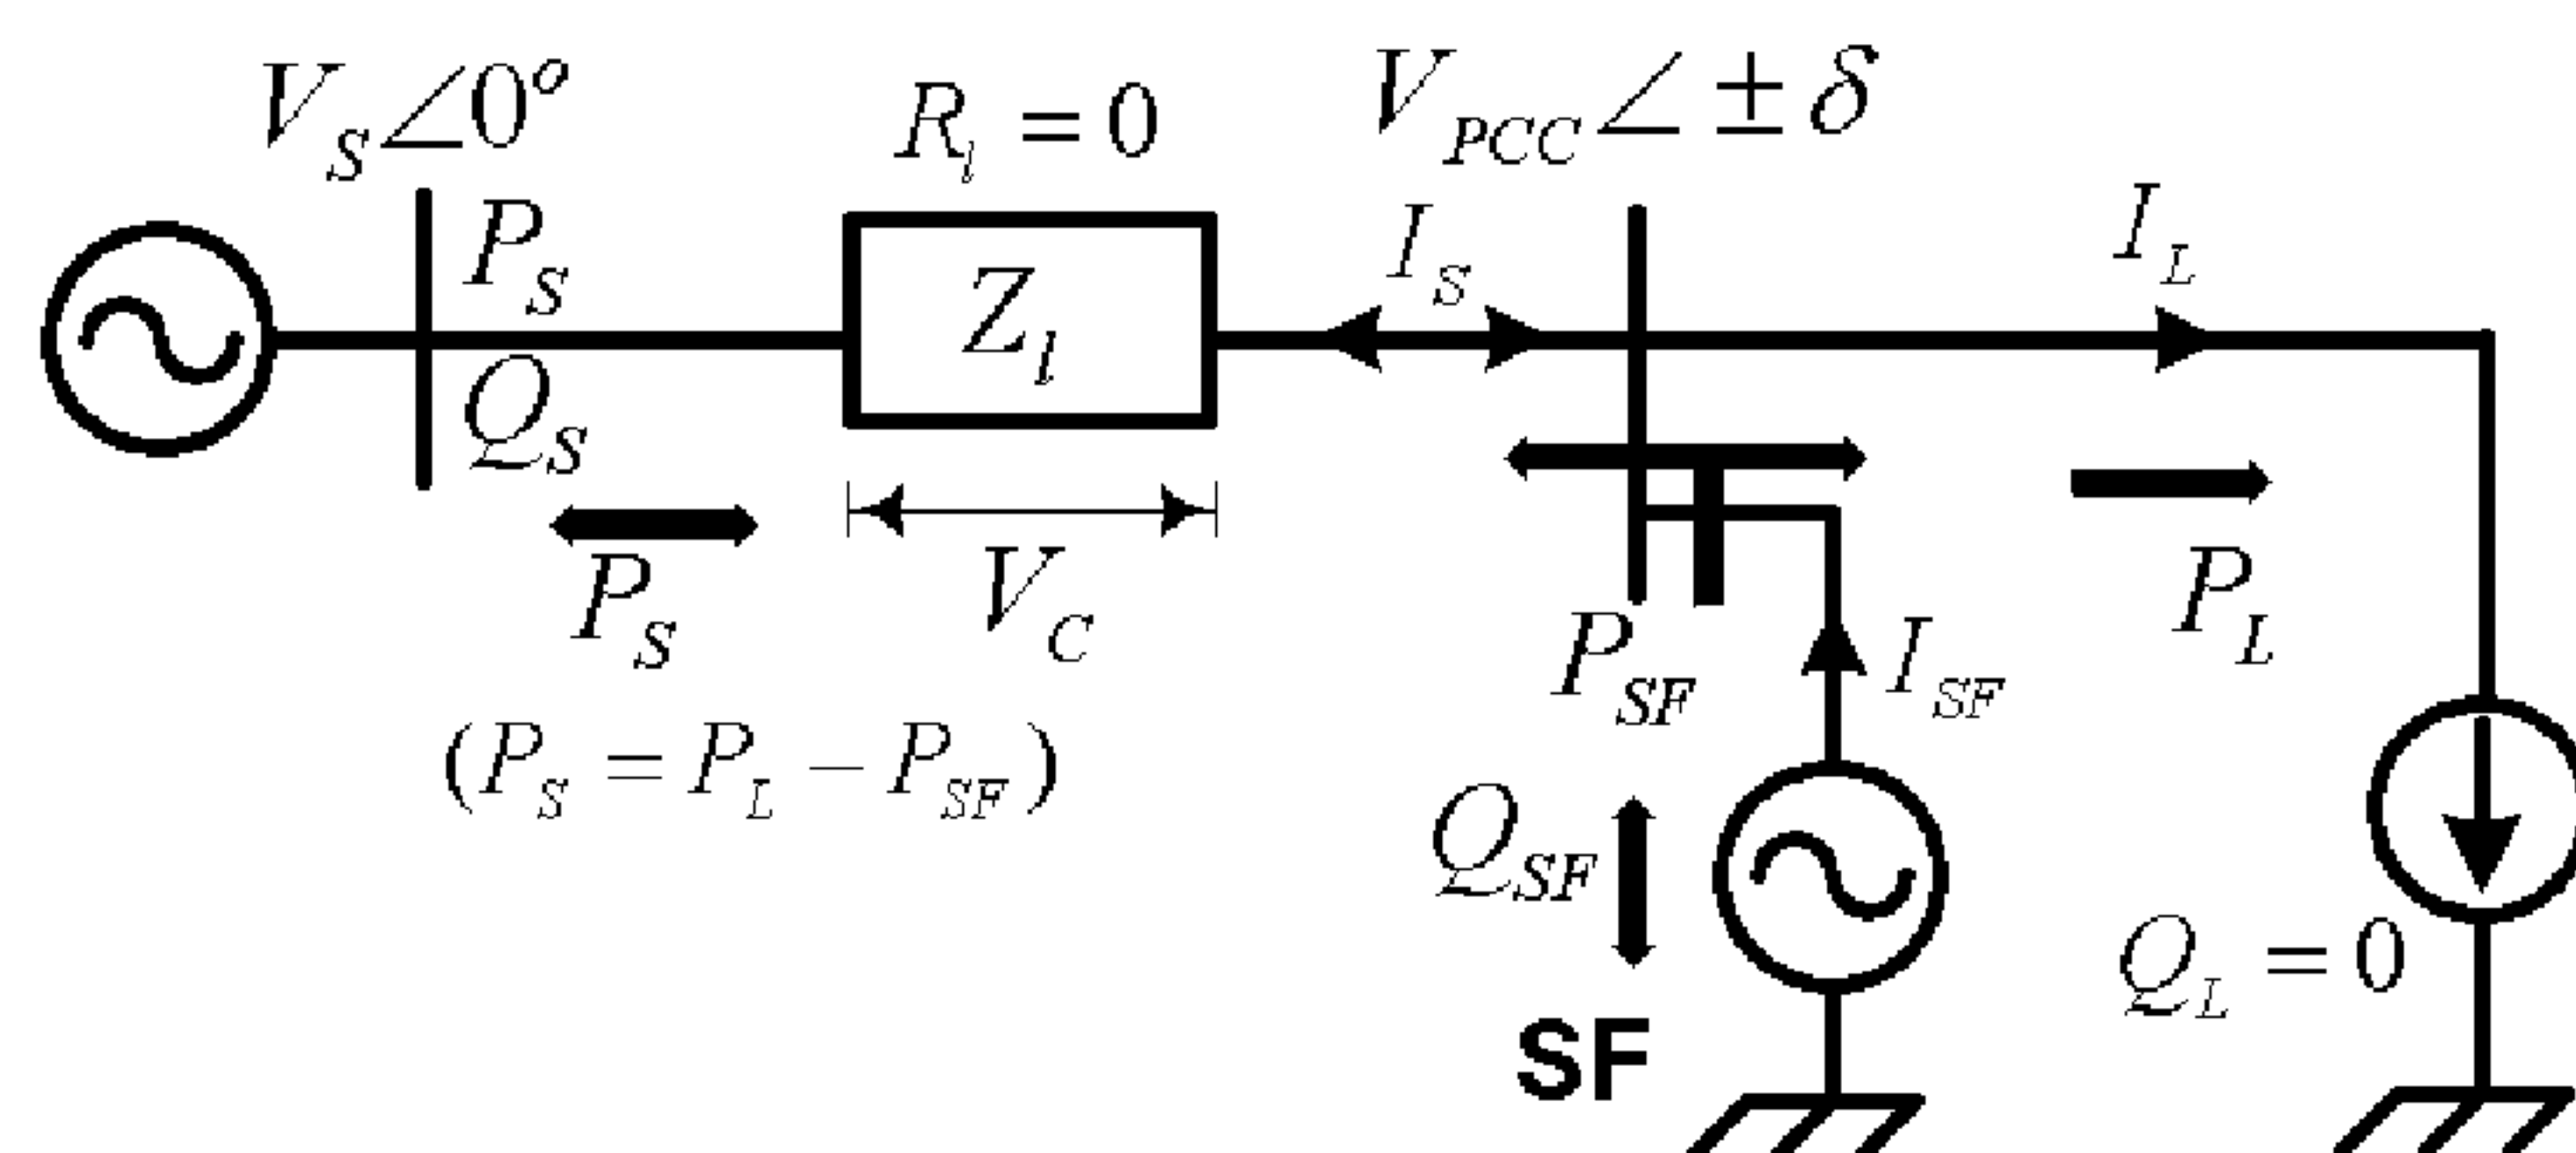 V_S∠0°
R_l = 0
V_PCC∠±δ
P_S
Q_S
Z_l
I_S
I_L
P_S
(P_S = P_L − P_SF)
V_C
P_SF
I_SF
P_L
Q_SF
SF
Q_L = 0